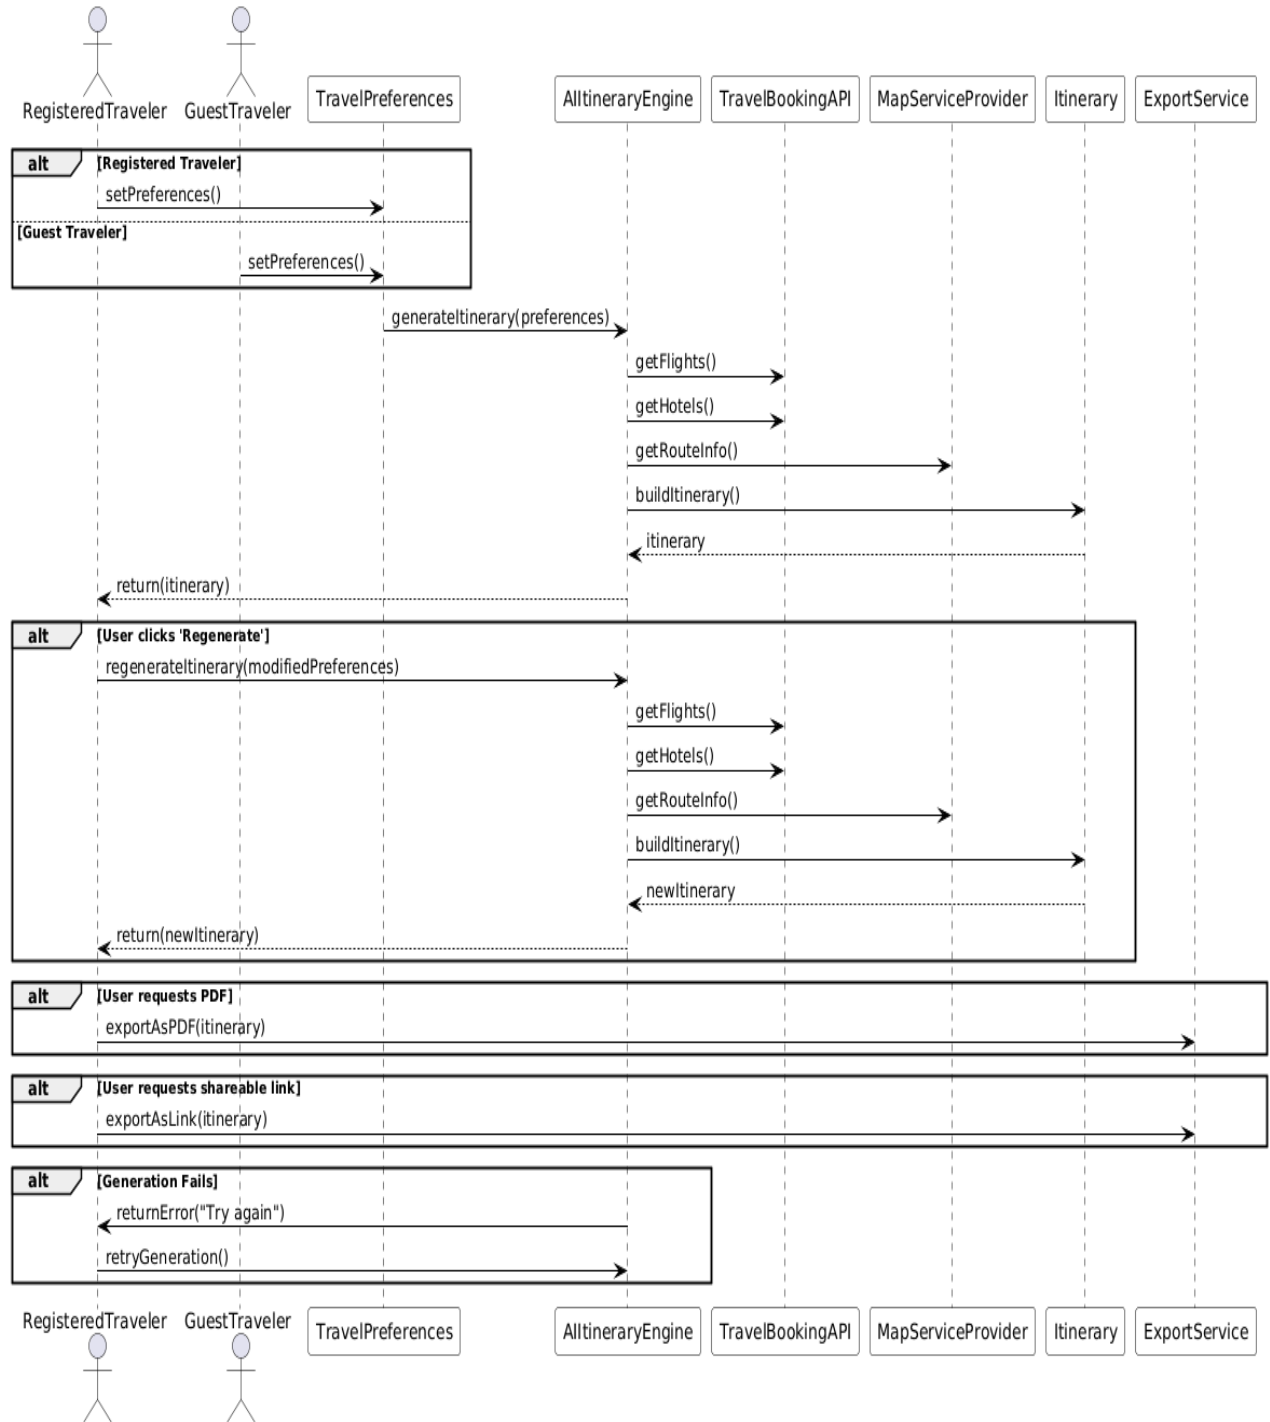 RegisteredTraveler
GuestTraveler
TravelPreferences
AIItineraryEngine
TravelBookingAPI
MapServiceProvider
Itinerary
ExportService
alt
[Registered Traveler]
setPreferences()
[Guest Traveler]
setPreferences()
generateItinerary(preferences)
getFlights()
getHotels()
getRouteInfo()
buildItinerary()
itinerary
return(itinerary)
alt
[User clicks 'Regenerate']
regenerateItinerary(modifiedPreferences)
getFlights()
getHotels()
getRouteInfo()
buildItinerary()
newItinerary
return(newItinerary)
alt
[User requests PDF]
exportAsPDF(itinerary)
alt
[User requests shareable link]
exportAsLink(itinerary)
alt
[Generation Fails]
returnError("Try again")
retryGeneration()
RegisteredTraveler
GuestTraveler
TravelPreferences
AIItineraryEngine
TravelBookingAPI
MapServiceProvider
Itinerary
ExportService